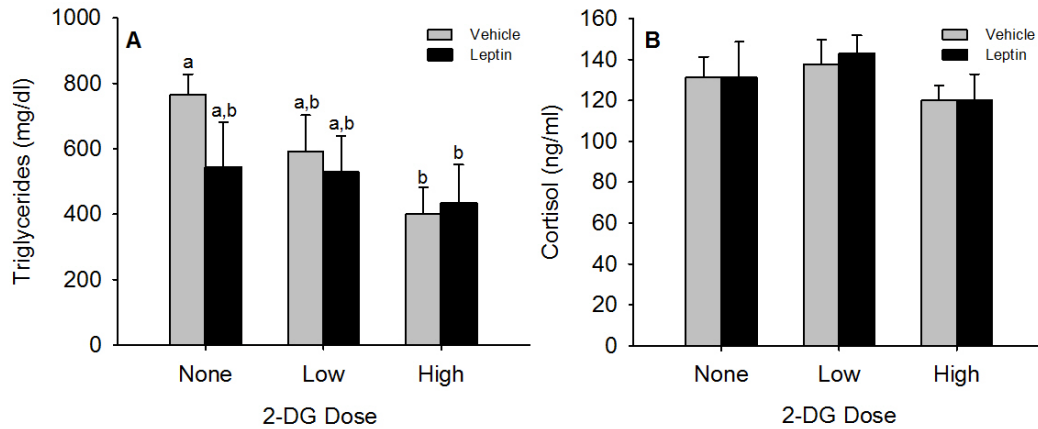 A
Vehicle
Leptin
Triglycerides (mg/dl)
1000
800
600
400
200
0
a
a,b
a,b
a,b
b
b
None Low High
2-DG Dose
B
Vehicle
Leptin
Cortisol (ng/ml)
160
140
120
100
80
60
40
20
0
None Low High
2-DG Dose